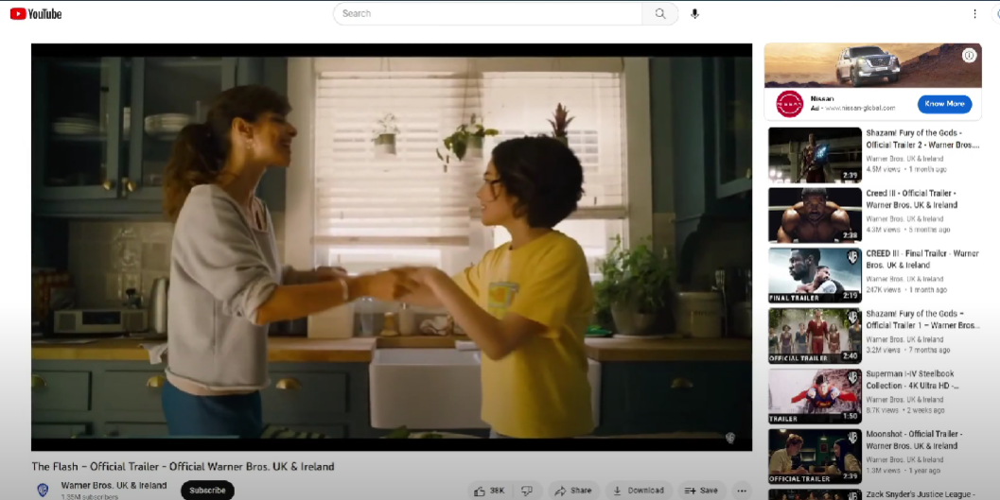 YouTube
Search
Nissan
Ad - www.nissan-global.com
Know More
Shazam! Fury of the Gods -
Official Trailer 2 - Warner Bros....
Warner Bros. UK & Ireland
4.5M views • 1 month ago
2:39
Creed III - Official Trailer -
Warner Bros. UK & Ireland
Warner Bros. UK & Ireland
4.3M views • 5 months ago
2:38
CREED III - Final Trailer - Warner
Bros. UK & Ireland
Warner Bros. UK & Ireland
247K views • 1 month ago
FINAL TRAILER
2:19
Shazam! Fury of the Gods –
Official Trailer 1 – Warner Bros...
Warner Bros. UK & Ireland
3.2M views • 7 months ago
OFFICIAL TRAILER
2:40
Superman I-IV Steelbook
Collection - 4K Ultra HD -...
Warner Bros. UK & Ireland
8.7K views • 2 weeks ago
TRAILER
1:50
Moonshot - Official Trailer -
Warner Bros. UK & Ireland
Warner Bros. UK & Ireland
1.3M views • 1 year ago
OFFICIAL TRAILER
2:39
Zack Snyder's Justice League -
The Flash – Official Trailer - Official Warner Bros. UK & Ireland
Warner Bros. UK & Ireland
1.35M subscribers
Subscribe
38K
Share
Download
Save